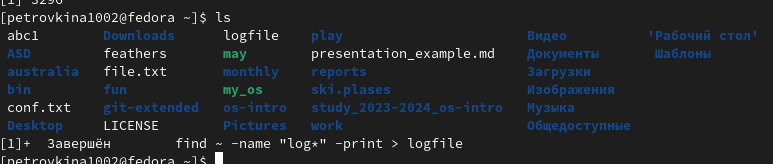 [1] 3296
[petrovkina1002@fedora ~]$ ls
abc1 Downloads logfile play Видео 'Рабочий стол'
ASD feathers may presentation_example.md Документы Шаблоны
australia file.txt monthly reports Загрузки
bin fun my_os ski.plases Изображения
conf.txt git-extended os-intro study_2023-2024_os-intro Музыка
Desktop LICENSE Pictures work Общедоступные
[1]+ Завершён find ~ -name "log*" -print > logfile
[petrovkina1002@fedora ~]$